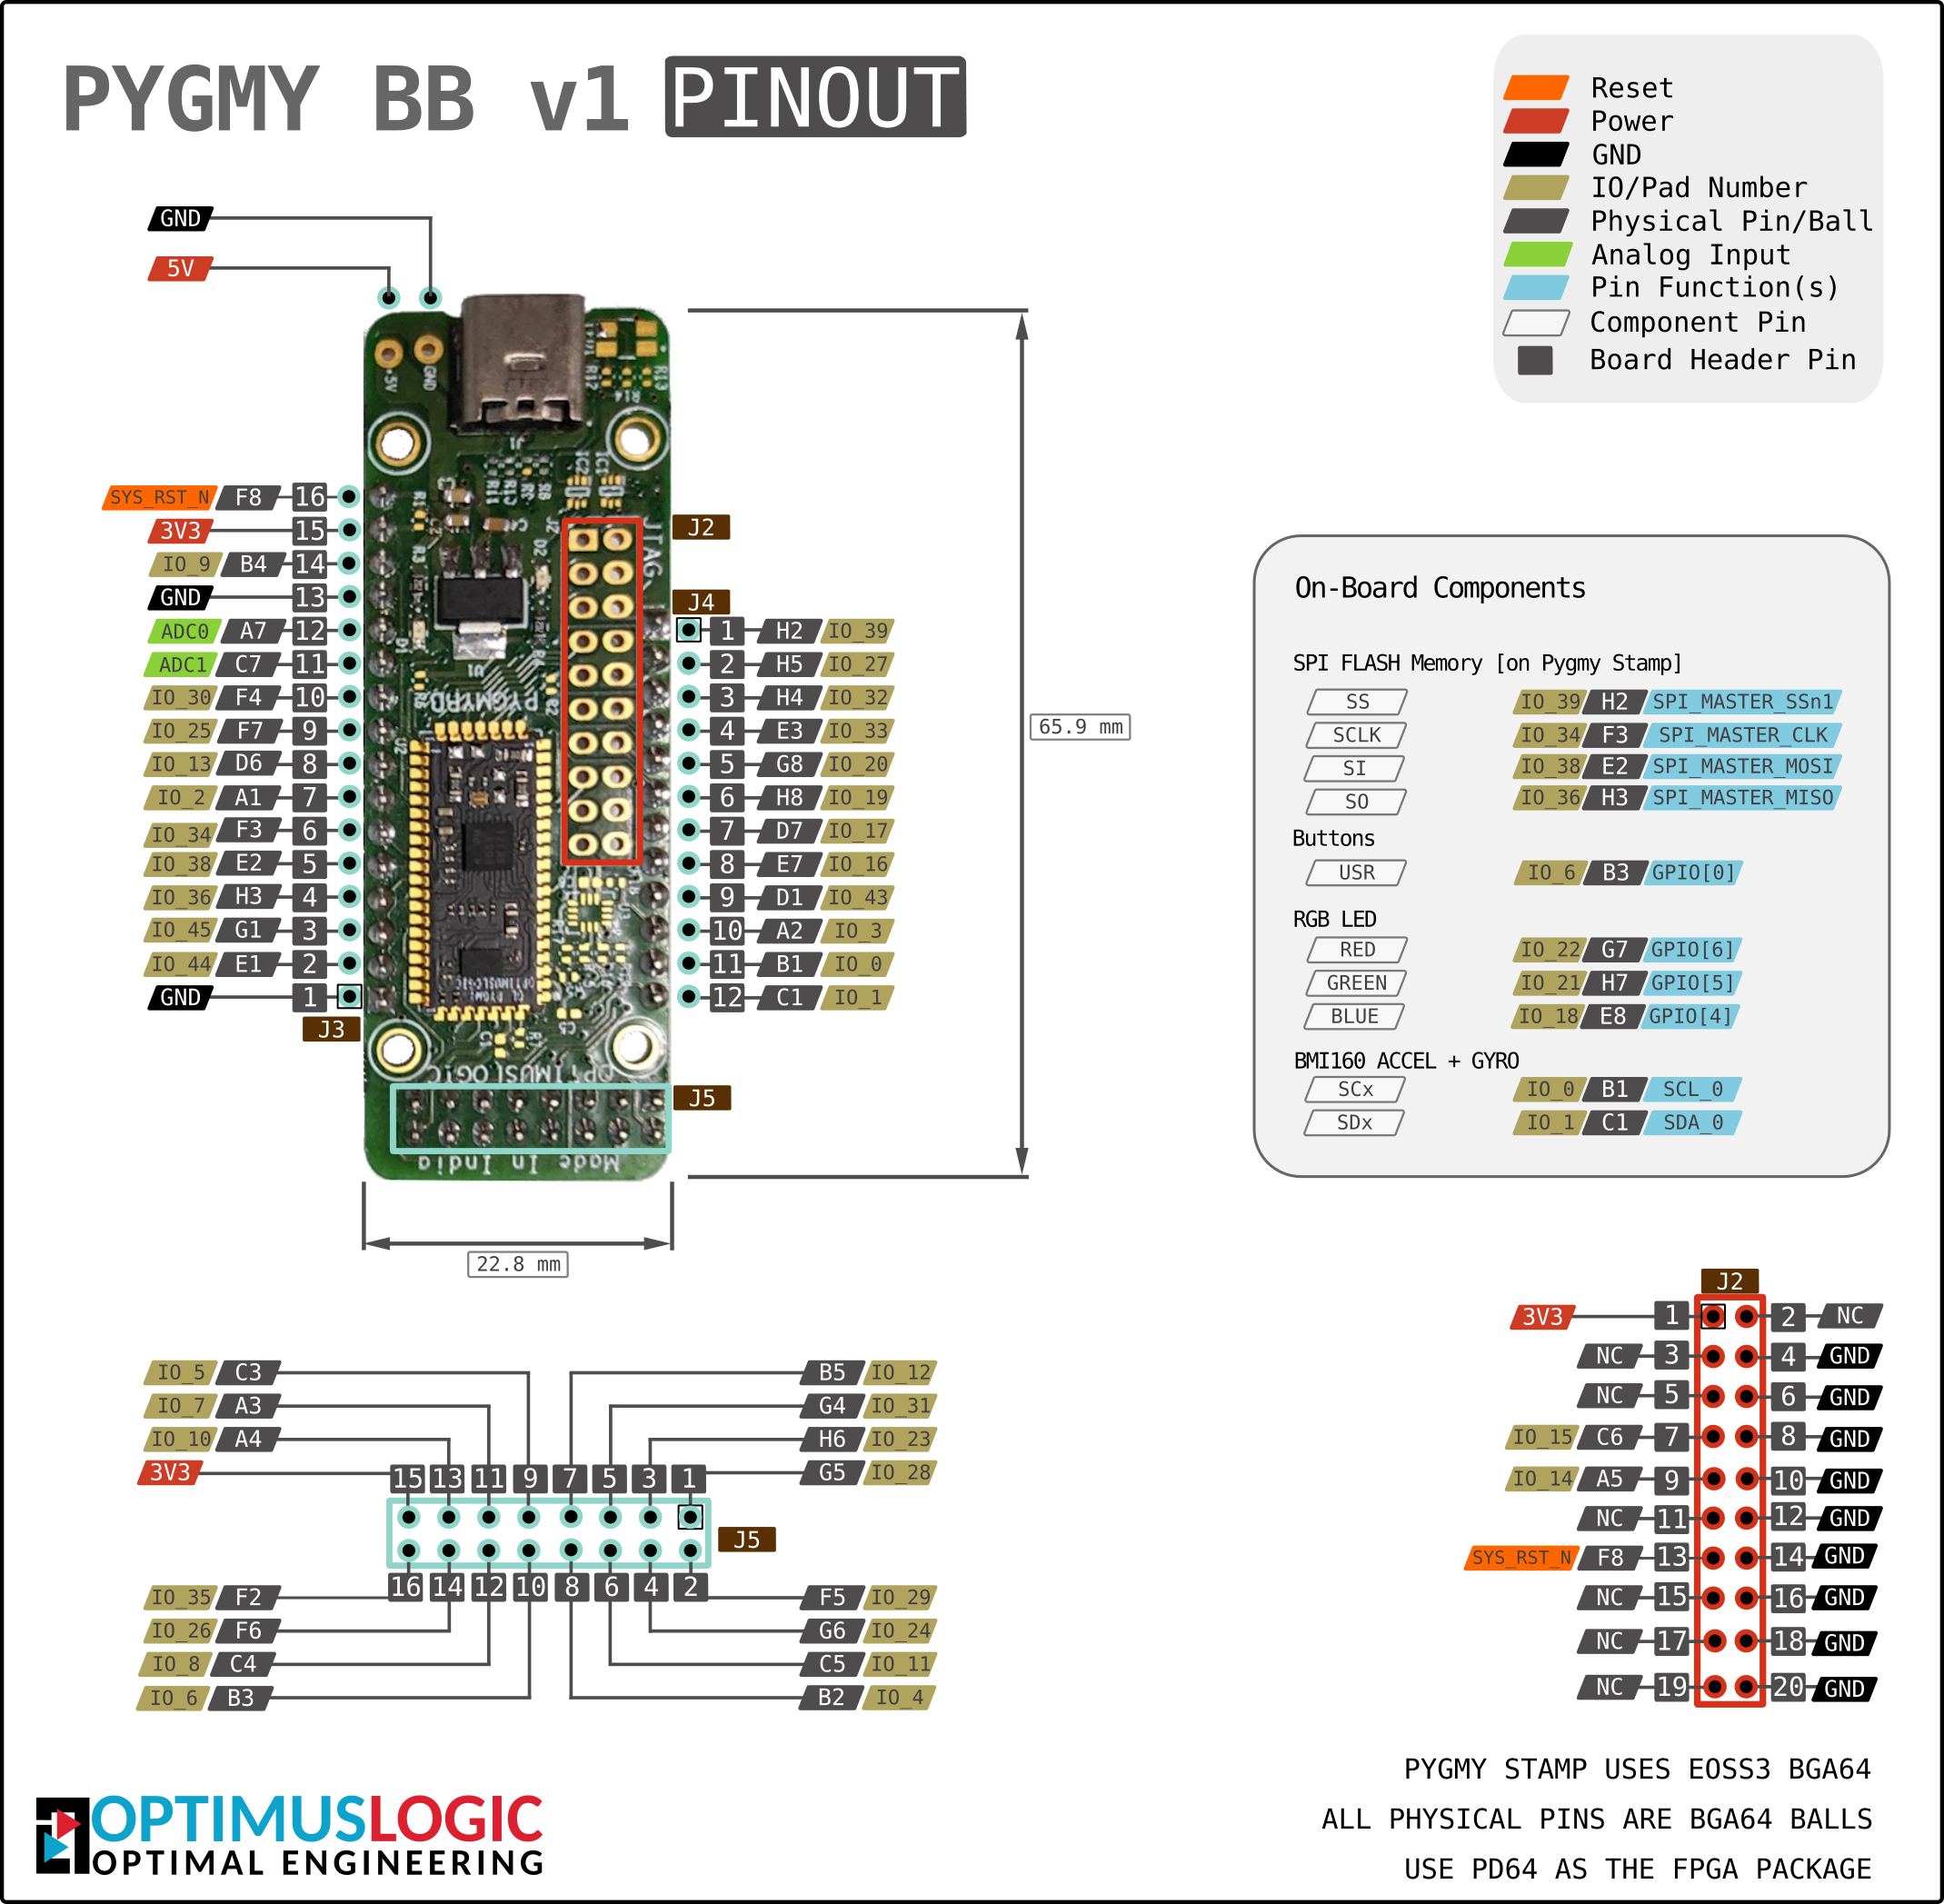 PYGMY BB v1 PINOUT
Reset
Power
GND
IO/Pad Number
Physical Pin/Ball
Analog Input
Pin Function(s)
Component Pin
Board Header Pin
GND
5V
+5V GND
J1
R12 R13
R14
SYS_RST_N F8 16
3V3 15
IO_9 B4 14
GND 13
ADC0 A7 12
ADC1 C7 11
IO_30 F4 10
IO_25 F7 9
IO_13 D6 8
IO_2 A1 7
IO_34 F3 6
IO_38 E2 5
IO_36 H3 4
IO_45 G1 3
IO_44 E1 2
GND 1
J3
J2
JTAG
J4
1 H2 IO_39
2 H5 IO_27
3 H4 IO_32
4 E3 IO_33
5 G8 IO_20
6 H8 IO_19
7 D7 IO_17
8 E7 IO_16
9 D1 IO_43
10 A2 IO_3
11 B1 IO_0
12 C1 IO_1
OPTIMUSLOGIC
J5
Made In India
65.9 mm
22.8 mm
On-Board Components
SPI FLASH Memory [on Pygmy Stamp]
SS IO_39 H2 SPI_MASTER_SSn1
SCLK IO_34 F3 SPI_MASTER_CLK
SI IO_38 E2 SPI_MASTER_MOSI
SO IO_36 H3 SPI_MASTER_MISO
Buttons
USR IO_6 B3 GPIO[0]
RGB LED
RED IO_22 G7 GPIO[6]
GREEN IO_21 H7 GPIO[5]
BLUE IO_18 E8 GPIO[4]
BMI160 ACCEL + GYRO
SCx IO_0 B1 SCL_0
SDx IO_1 C1 SDA_0
IO_5 C3 B5 IO_12
IO_7 A3 G4 IO_31
IO_10 A4 H6 IO_23
3V3 G5 IO_28
15 13 11 9 7 5 3 1
J5
16 14 12 10 8 6 4 2
IO_35 F2 F5 IO_29
IO_26 F6 G6 IO_24
IO_8 C4 C5 IO_11
IO_6 B3 B2 IO_4
J2
3V3 1 2 NC
NC 3 4 GND
NC 5 6 GND
IO_15 C6 7 8 GND
IO_14 A5 9 10 GND
NC 11 12 GND
SYS_RST_N F8 13 14 GND
NC 15 16 GND
NC 17 18 GND
NC 19 20 GND
OPTIMUSLOGIC
OPTIMAL ENGINEERING
PYGMY STAMP USES EOSS3 BGA64
ALL PHYSICAL PINS ARE BGA64 BALLS
USE PD64 AS THE FPGA PACKAGE